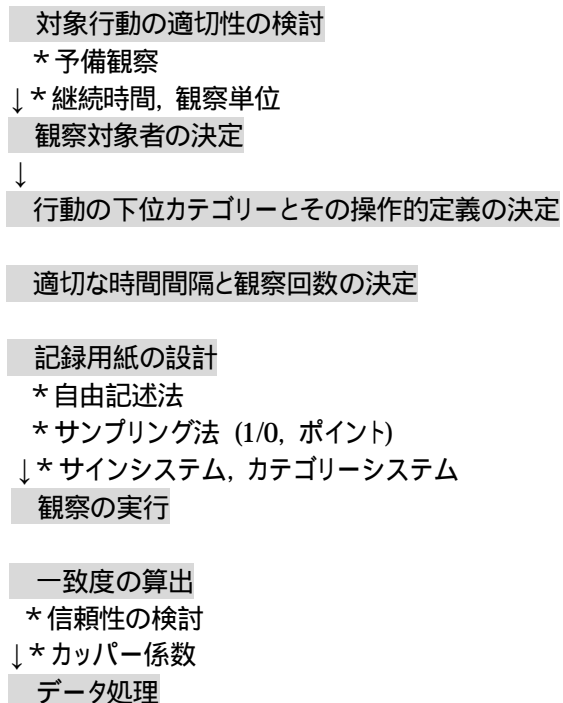 対象行動の適切性の検討
＊予備観察
↓＊継続時間, 観察単位
観察対象者の決定
↓
行動の下位カテゴリーとその操作的定義の決定
適切な時間間隔と観察回数の決定
記録用紙の設計
＊自由記述法
＊サンプリング法 (1/0, ポイント)
↓＊サインシステム, カテゴリーシステム
観察の実行
一致度の算出
＊信頼性の検討
↓＊カッパー係数
データ処理